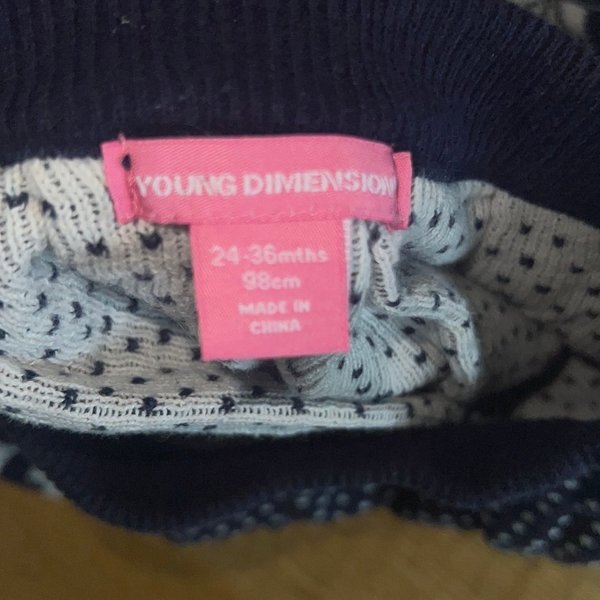 YOUNG DIMENSION
24-36mths
98cm
MADE IN
CHINA